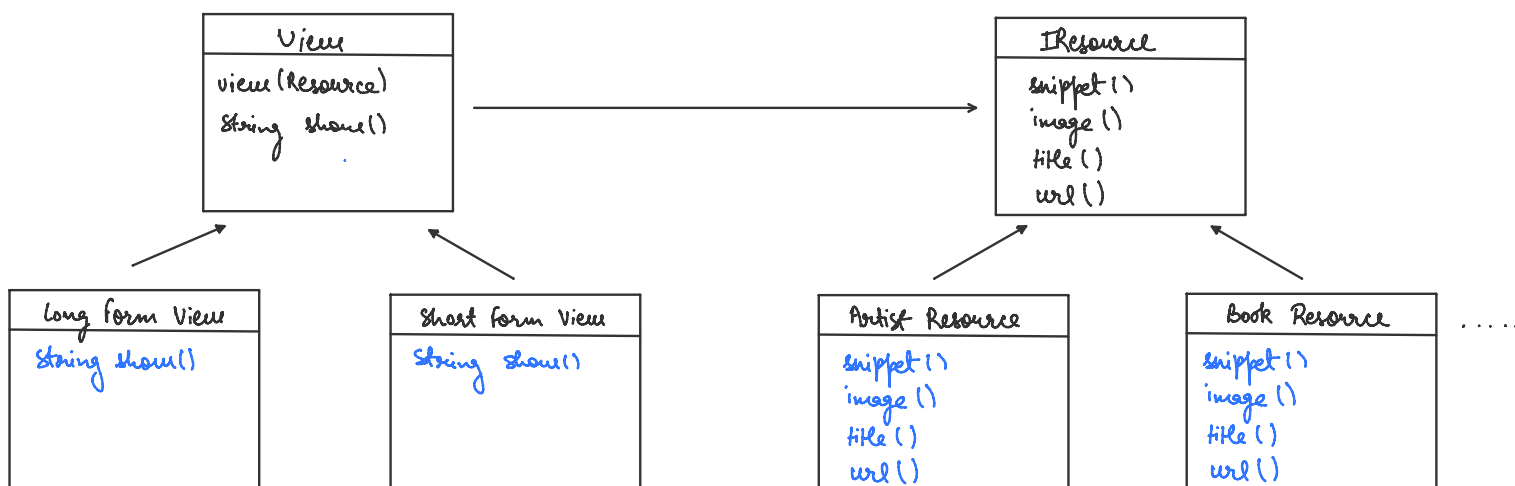 View
view (Resource)
String show()
IResource
snippet ()
image ()
title ()
url ()
Long Form View
String show()
Short Form View
String show()
Artist Resource
snippet ()
image ()
title ()
url ()
Book Resource
snippet ()
image ()
title ()
url ()
.....